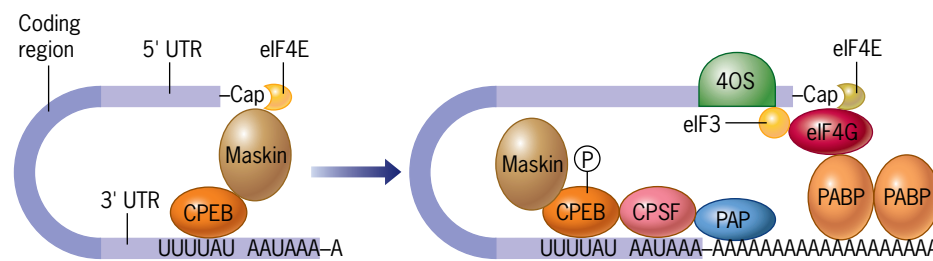 Coding
region
5' UTR
eIF4E
Cap
Maskin
CPEB
3' UTR
UUUUAU AAUAAA–A
40S
eIF4E
Cap
eIF3
eIF4G
Maskin
P
CPEB
CPSF
PAP
PABP
PABP
UUUUAU AAUAAA–AAAAAAAAAAAAAAAAAA